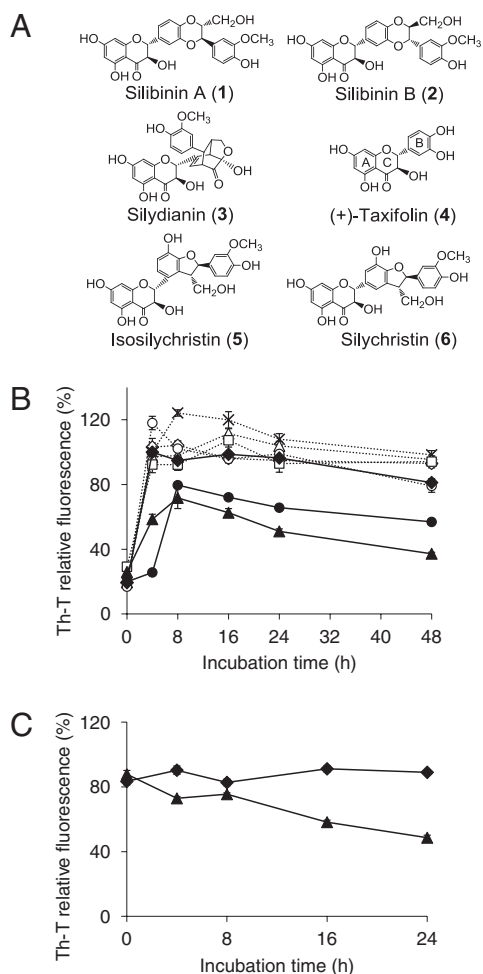 A
CH₂OH
OCH₃
HO
OH
OH
O
O
O
OH
Silibinin A (1)
CH₂OH
OCH₃
HO
OH
OH
O
O
O
OH
Silibinin B (2)
OCH₃
HO
HO
O
OH
OH
O
O
Silydianin (3)
OH
B
OH
HO
O
A
C
OH
OH
O
(+)-Taxifolin (4)
HO
O
OCH₃
OH
HO
O
CH₂OH
OH
OH
O
Isosilychristin (5)
OH
O
OCH₃
OH
HO
O
CH₂OH
OH
OH
O
Silychristin (6)
B
Th-T relative fluorescence (%)
120
80
40
0
0 8 16 24 32 40 48
Incubation time (h)
C
Th-T relative fluorescence (%)
120
80
40
0
0 8 16 24
Incubation time (h)